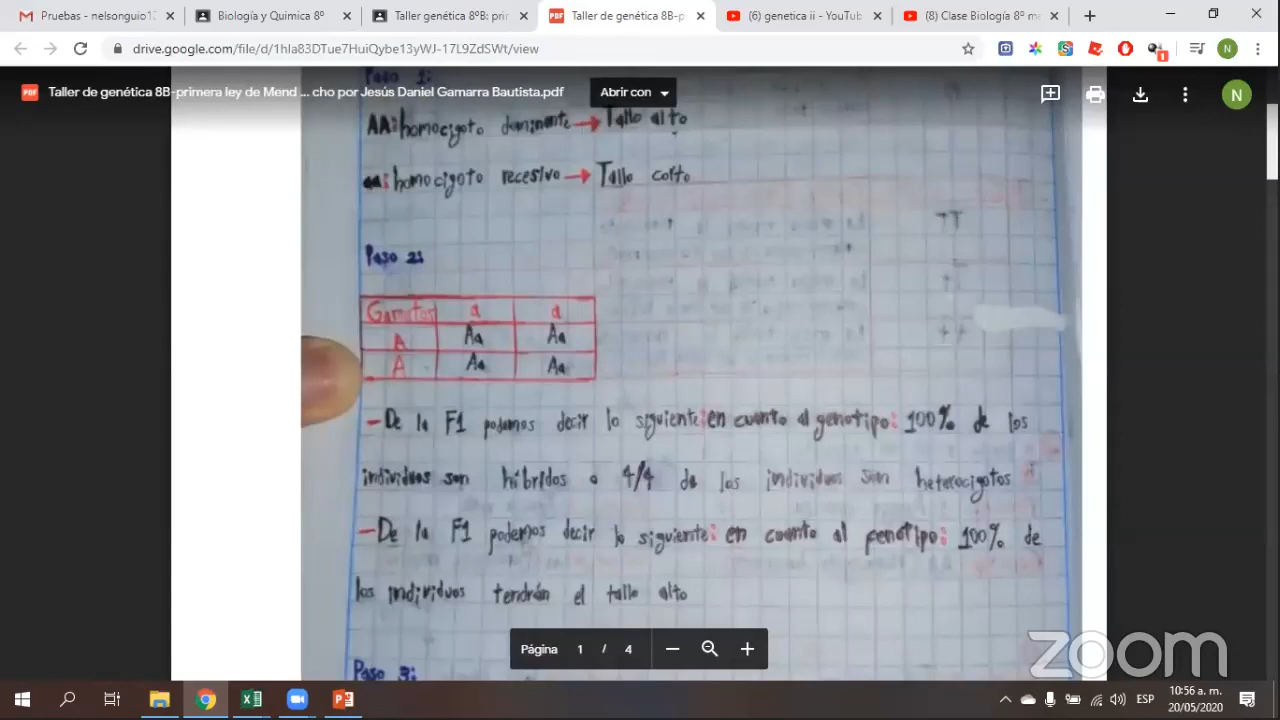 Pruebas - nelsonguio1
Biología y Química 8º
Taller genética 8ºB: prir
Taller de genética 8B-p
(6) genetica ii - YouTub
(8) Clase Biología 8º me
drive.google.com/file/d/1hla83DTue7HuiQybe13yWJ-17L9ZdSWt/view
N
Taller de genética 8B-primera ley de Mend ... cho por Jesús Daniel Gamarra Bautista.pdf
Abrir con
N
Paso 1:
AA: homocigoto dominante → Tallo alto
aa: homocigoto recesivo → Tallo corto
Paso 2:
Gametos a a
A Aa Aa
A Aa Aa
- De la F1 podemos decir lo siguiente: en cuanto al genotipo: 100% de los
individuos son híbridos o 4/4 de los individuos son heterocigotos
- De la F1 podemos decir lo siguiente: en cuanto al fenotipo: 100% de
los individuos tendrán el tallo alto
Paso 3:
Página 1 / 4
zoom
ESP
10:56 a. m.
20/05/2020